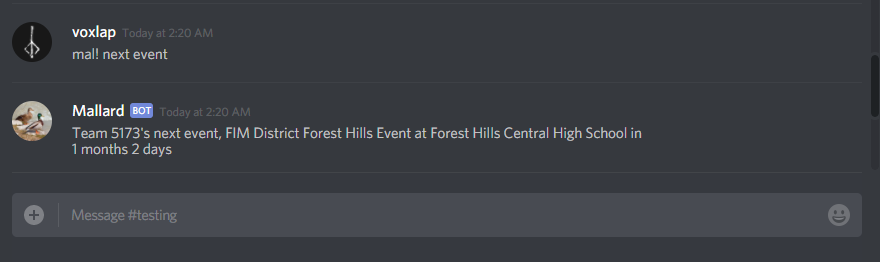 voxlap Today at 2:20 AM
mal! next event
Mallard BOT Today at 2:20 AM
Team 5173's next event, FIM District Forest Hills Event at Forest Hills Central High School in
1 months 2 days
Message #testing